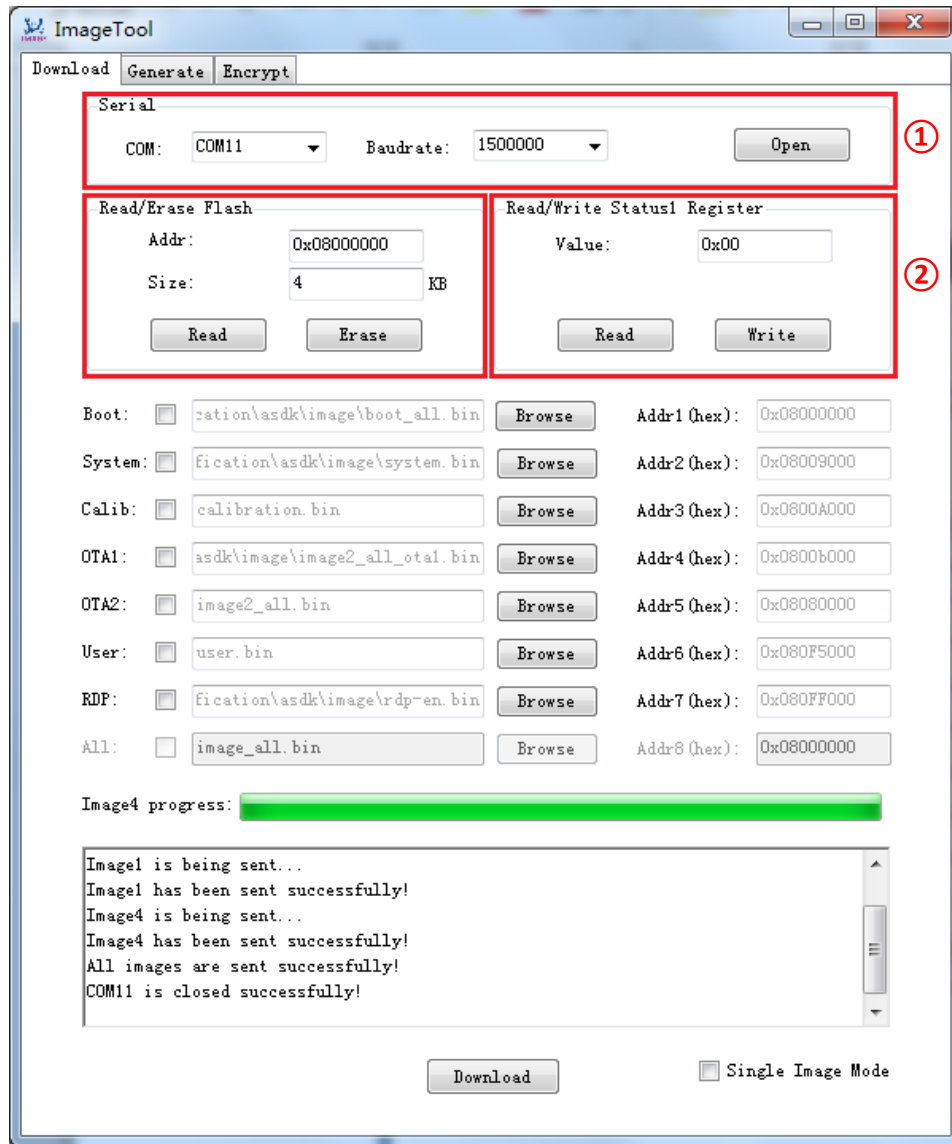 ImageTool
Download Generate Encrypt
Serial
COM: COM11 Baudrate: 1500000 Open
①
Read/Erase Flash
Addr: 0x08000000
Size: 4 KB
Read Erase
Read/Write Status1 Register
Value: 0x00
Read Write
②
Boot: cation\asdk\image\boot_all.bin Browse Addr1(hex): 0x08000000
System: fication\asdk\image\system.bin Browse Addr2(hex): 0x08009000
Calib: calibration.bin Browse Addr3(hex): 0x0800A000
OTA1: asdk\image\image2_all_ota1.bin Browse Addr4(hex): 0x0800b000
OTA2: image2_all.bin Browse Addr5(hex): 0x08080000
User: user.bin Browse Addr6(hex): 0x080F5000
RDP: fication\asdk\image\rdp-en.bin Browse Addr7(hex): 0x080FF000
All: image_all.bin Browse Addr8(hex): 0x08000000
Image4 progress:
Image1 is being sent...
Image1 has been sent successfully!
Image4 is being sent...
Image4 has been sent successfully!
All images are sent successfully!
COM11 is closed successfully!
Download Single Image Mode